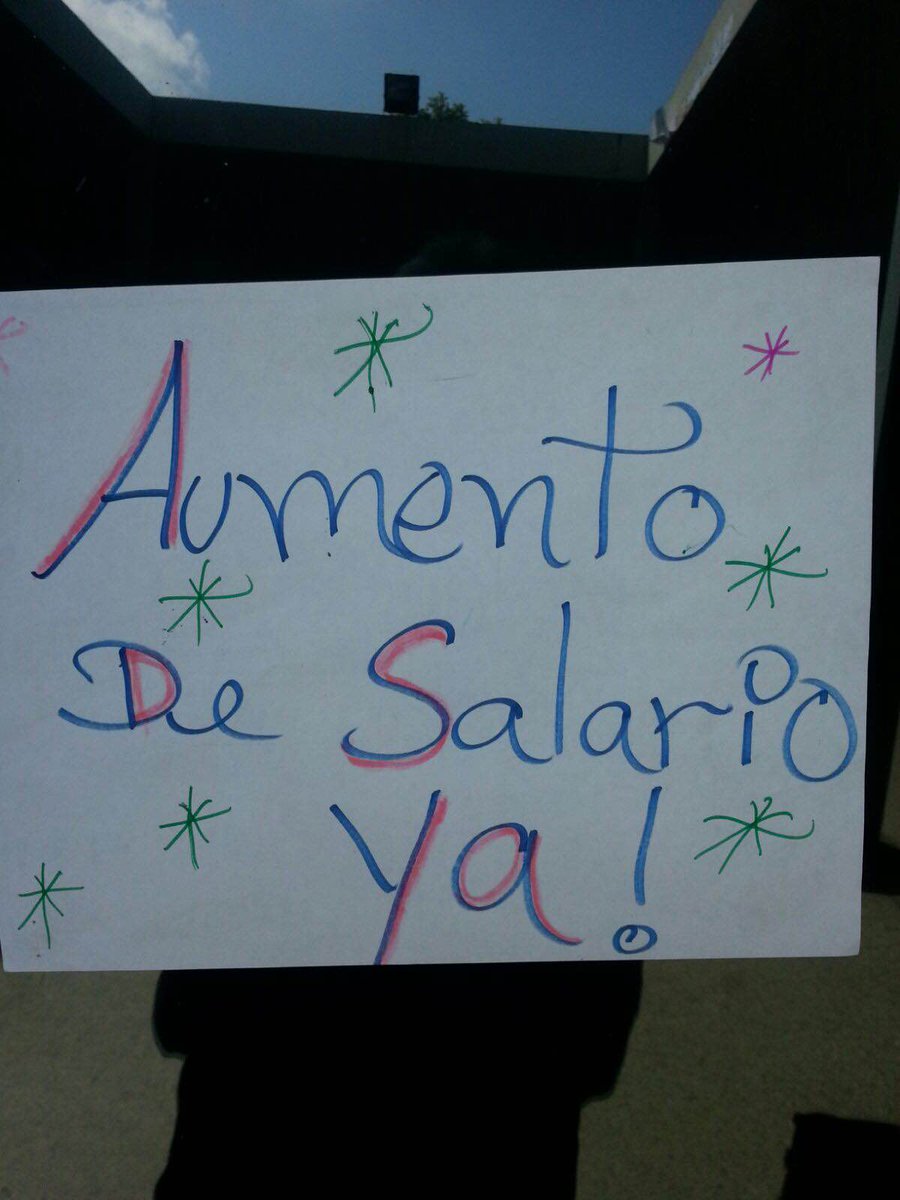 Aumento
De Salario
Ya!